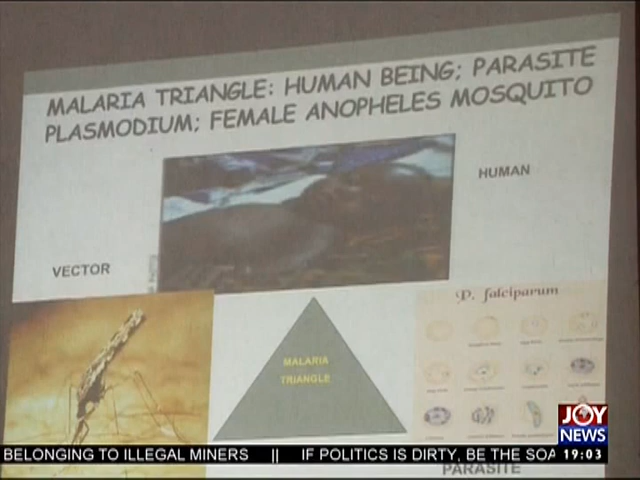 MALARIA TRIANGLE: HUMAN BEING; PARASITE
PLASMODIUM; FEMALE ANOPHELES MOSQUITO
HUMAN
VECTOR
P. falciparum
MALARIA
TRIANGLE
JOY
NEWS
BELONGING TO ILLEGAL MINERS || IF POLITICS IS DIRTY, BE THE SOA
19:03
PARASITE